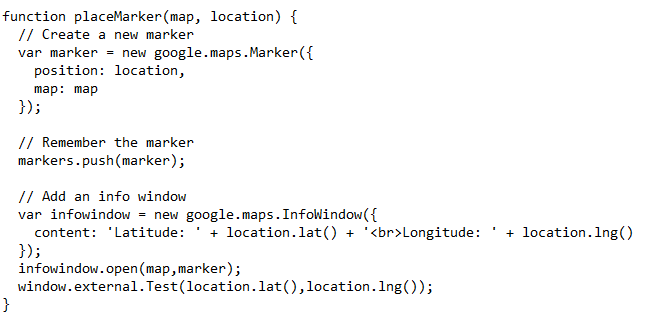 function placeMarker(map, location) {
  // Create a new marker
  var marker = new google.maps.Marker({
    position: location,
    map: map
  });

  // Remember the marker
  markers.push(marker);

  // Add an info window
  var infowindow = new google.maps.InfoWindow({
    content: 'Latitude: ' + location.lat() + '<br>Longitude: ' + location.lng()
  });
  infowindow.open(map,marker);
  window.external.Test(location.lat(),location.lng());
}